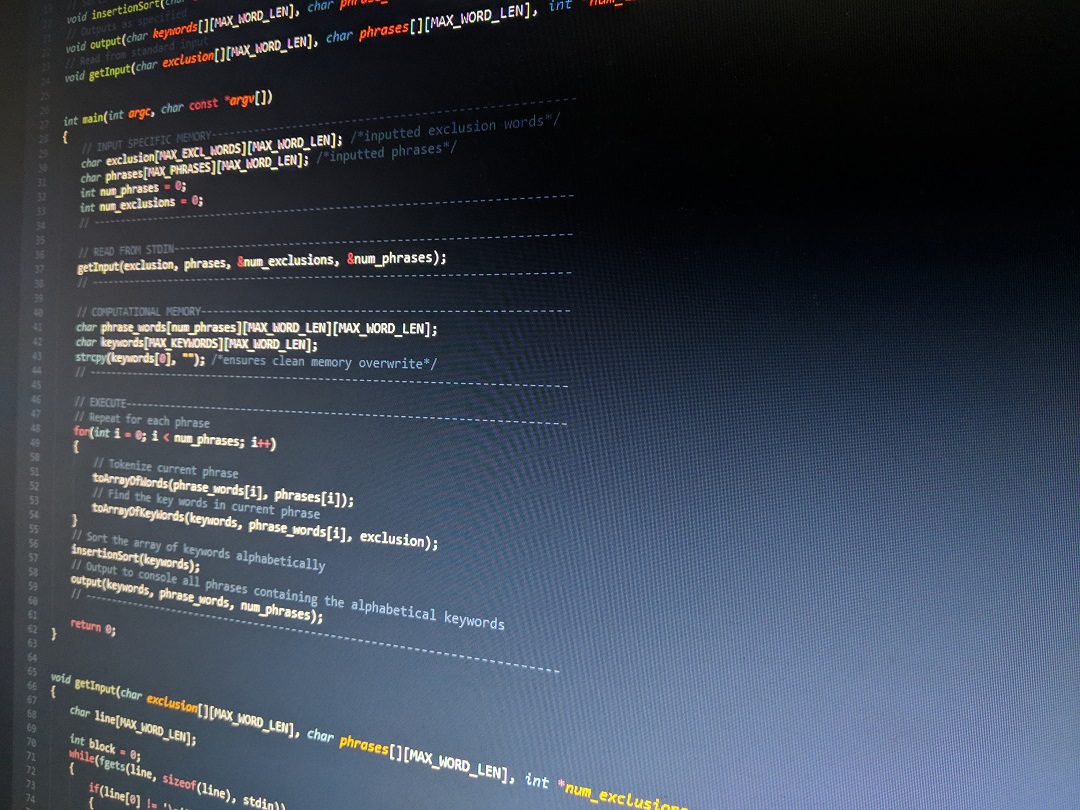 void insertionSort(char
// Outputs as specified
void output(char keywords[][MAX_WORD_LEN], char
// Read from standard input
void getInput(char exclusion[][MAX_WORD_LEN], char phrases[][MAX_WORD_LEN], int
int main(int argc, char const *argv[])
{
// INPUT SPECIFIC MEMORY--------------------------------------------------
char exclusion[MAX_EXCL_WORDS][MAX_WORD_LEN]; /*inputted exclusion words*/
char phrases[MAX_PHRASES][MAX_WORD_LEN]; /*inputted phrases*/
int num_phrases = 0;
int num_exclusions = 0;
// ----------------------------------------------------------------------
// READ FROM STDIN--------------------------------------------------------
getInput(exclusion, phrases, &num_exclusions, &num_phrases);
// ----------------------------------------------------------------------
// COMPUTATIONAL MEMORY---------------------------------------------------
char phrase_words[num_phrases][MAX_WORD_LEN][MAX_WORD_LEN];
char keywords[MAX_KEYWORDS][MAX_WORD_LEN];
strcpy(keywords[0], ""); /*ensures clean memory overwrite*/
// ----------------------------------------------------------------------
// EXECUTE----------------------------------------------------------------
// Repeat for each phrase
for(int i = 0; i < num_phrases; i++)
{
// Tokenize current phrase
toArrayOfWords(phrase_words[i], phrases[i]);
// Find the key words in current phrase
toArrayOfKeyWords(keywords, phrase_words[i], exclusion);
}
// Sort the array of keywords alphabetically
insertionSort(keywords);
// Output to console all phrases containing the alphabetical keywords
output(keywords, phrase_words, num_phrases);
// ----------------------------------------------------------------------
return 0;
}
void getInput(char exclusion[][MAX_WORD_LEN], char phrases[][MAX_WORD_LEN], int *num_exclusions
{
char line[MAX_WORD_LEN];
int block = 0;
while(fgets(line, sizeof(line), stdin))
{
if(line[0] !=
{